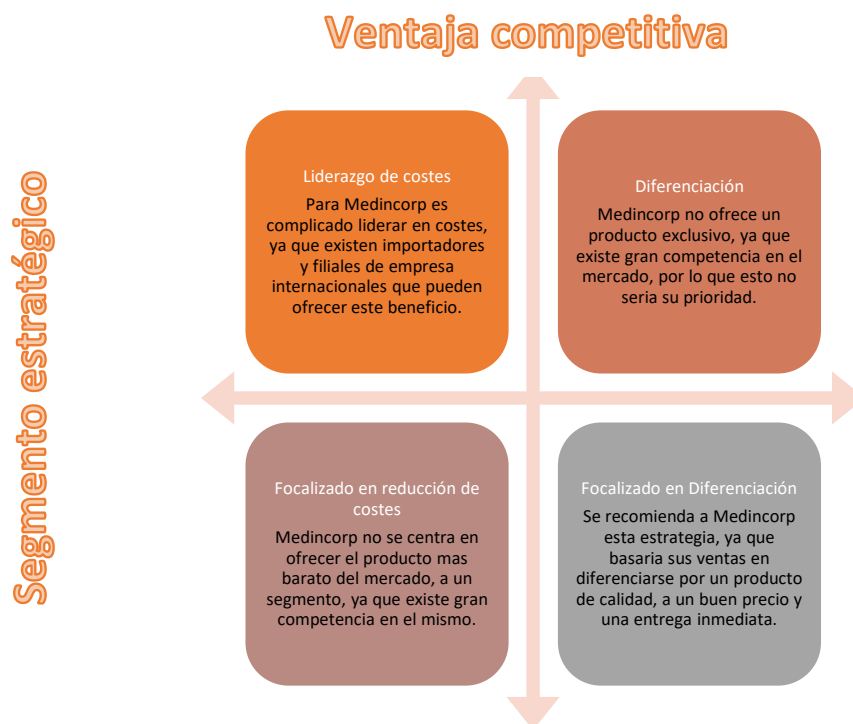 Ventaja competitiva
Segmento estratégico
Liderazgo de costes
Para Medincorp es
complicado liderar en costes,
ya que existen importadores
y filiales de empresa
internacionales que pueden
ofrecer este beneficio.
Diferenciación
Medincorp no ofrece un
producto exclusivo, ya que
existe gran competencia en el
mercado, por lo que esto no
seria su prioridad.
Focalizado en reducción de
costes
Medincorp no se centra en
ofrecer el producto mas
barato del mercado, a un
segmento, ya que existe gran
competencia en el mismo.
Focalizado en Diferenciación
Se recomienda a Medincorp
esta estrategia, ya que
basaria sus ventas en
diferenciarse por un producto
de calidad, a un buen precio y
una entrega inmediata.